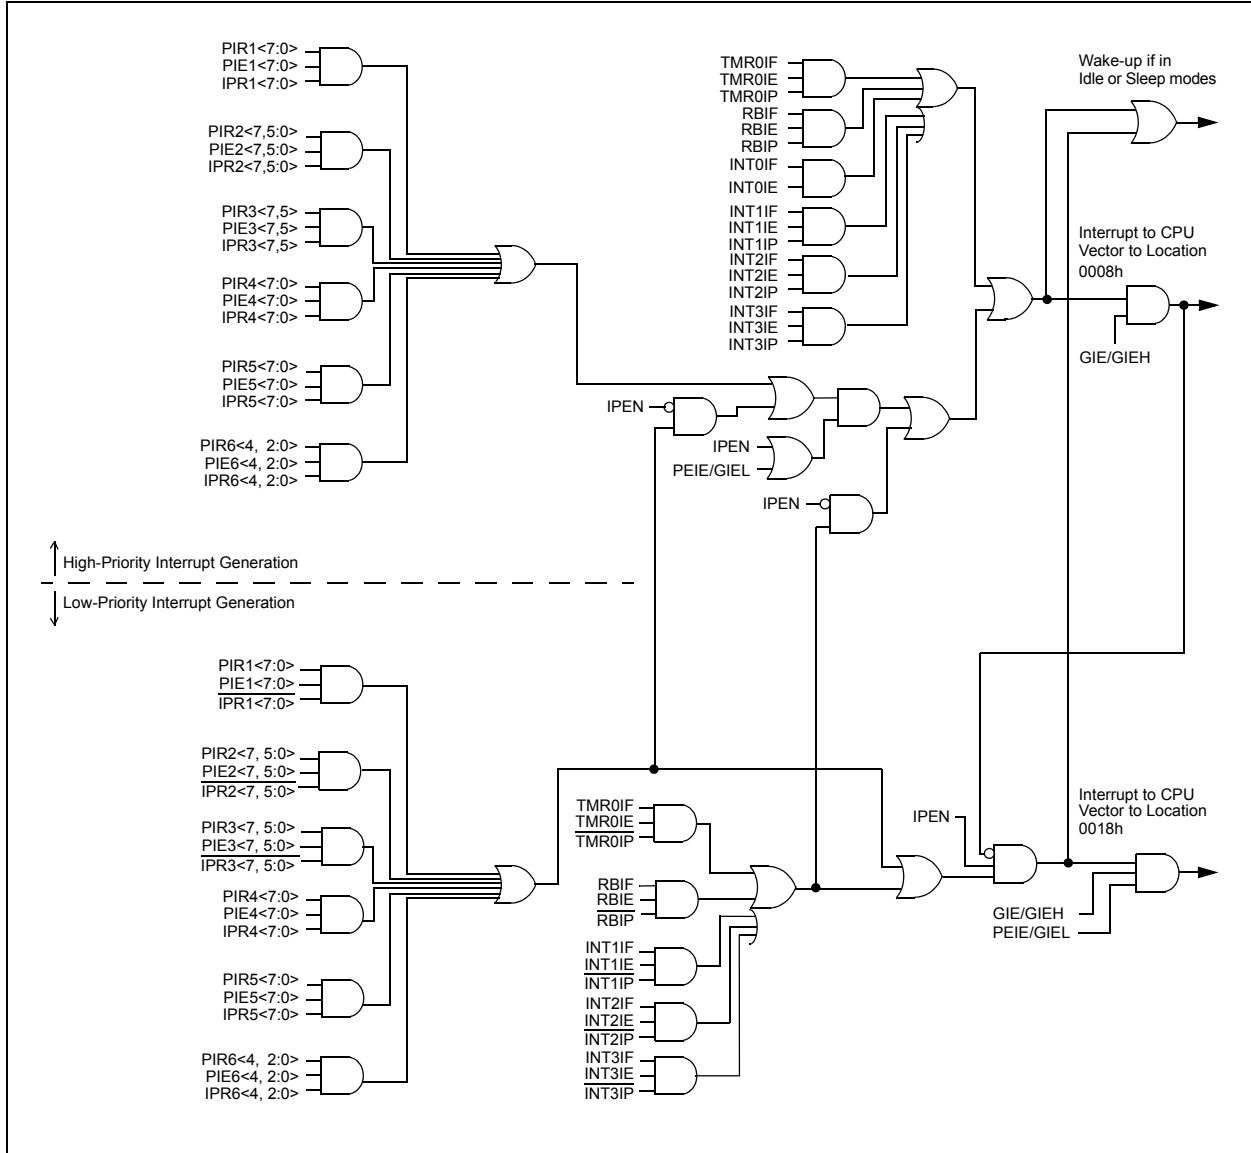 PIR1<7:0>
PIE1<7:0>
IPR1<7:0>
PIR2<7,5:0>
PIE2<7,5:0>
IPR2<7,5:0>
PIR3<7,5>
PIE3<7,5>
IPR3<7,5>
PIR4<7:0>
PIE4<7:0>
IPR4<7:0>
PIR5<7:0>
PIE5<7:0>
IPR5<7:0>
PIR6<4, 2:0>
PIE6<4, 2:0>
IPR6<4, 2:0>
TMR0IF
TMR0IE
TMR0IP
RBIF
RBIE
RBIP
INT0IF
INT0IE
INT1IF
INT1IE
INT1IP
INT2IF
INT2IE
INT2IP
INT3IF
INT3IE
INT3IP
Wake-up if in
Idle or Sleep modes
Interrupt to CPU
Vector to Location
0008h
GIE/GIEH
IPEN
IPEN
PEIE/GIEL
IPEN
High-Priority Interrupt Generation
Low-Priority Interrupt Generation
PIR1<7:0>
PIE1<7:0>
IPR1<7:0>
PIR2<7, 5:0>
PIE2<7, 5:0>
IPR2<7, 5:0>
PIR3<7, 5:0>
PIE3<7, 5:0>
IPR3<7, 5:0>
PIR4<7:0>
PIE4<7:0>
IPR4<7:0>
PIR5<7:0>
PIE5<7:0>
IPR5<7:0>
PIR6<4, 2:0>
PIE6<4, 2:0>
IPR6<4, 2:0>
TMR0IF
TMR0IE
TMR0IP
RBIF
RBIE
RBIP
INT1IF
INT1IE
INT1IP
INT2IF
INT2IE
INT2IP
INT3IF
INT3IE
INT3IP
IPEN
Interrupt to CPU
Vector to Location
0018h
GIE/GIEH
PEIE/GIEL